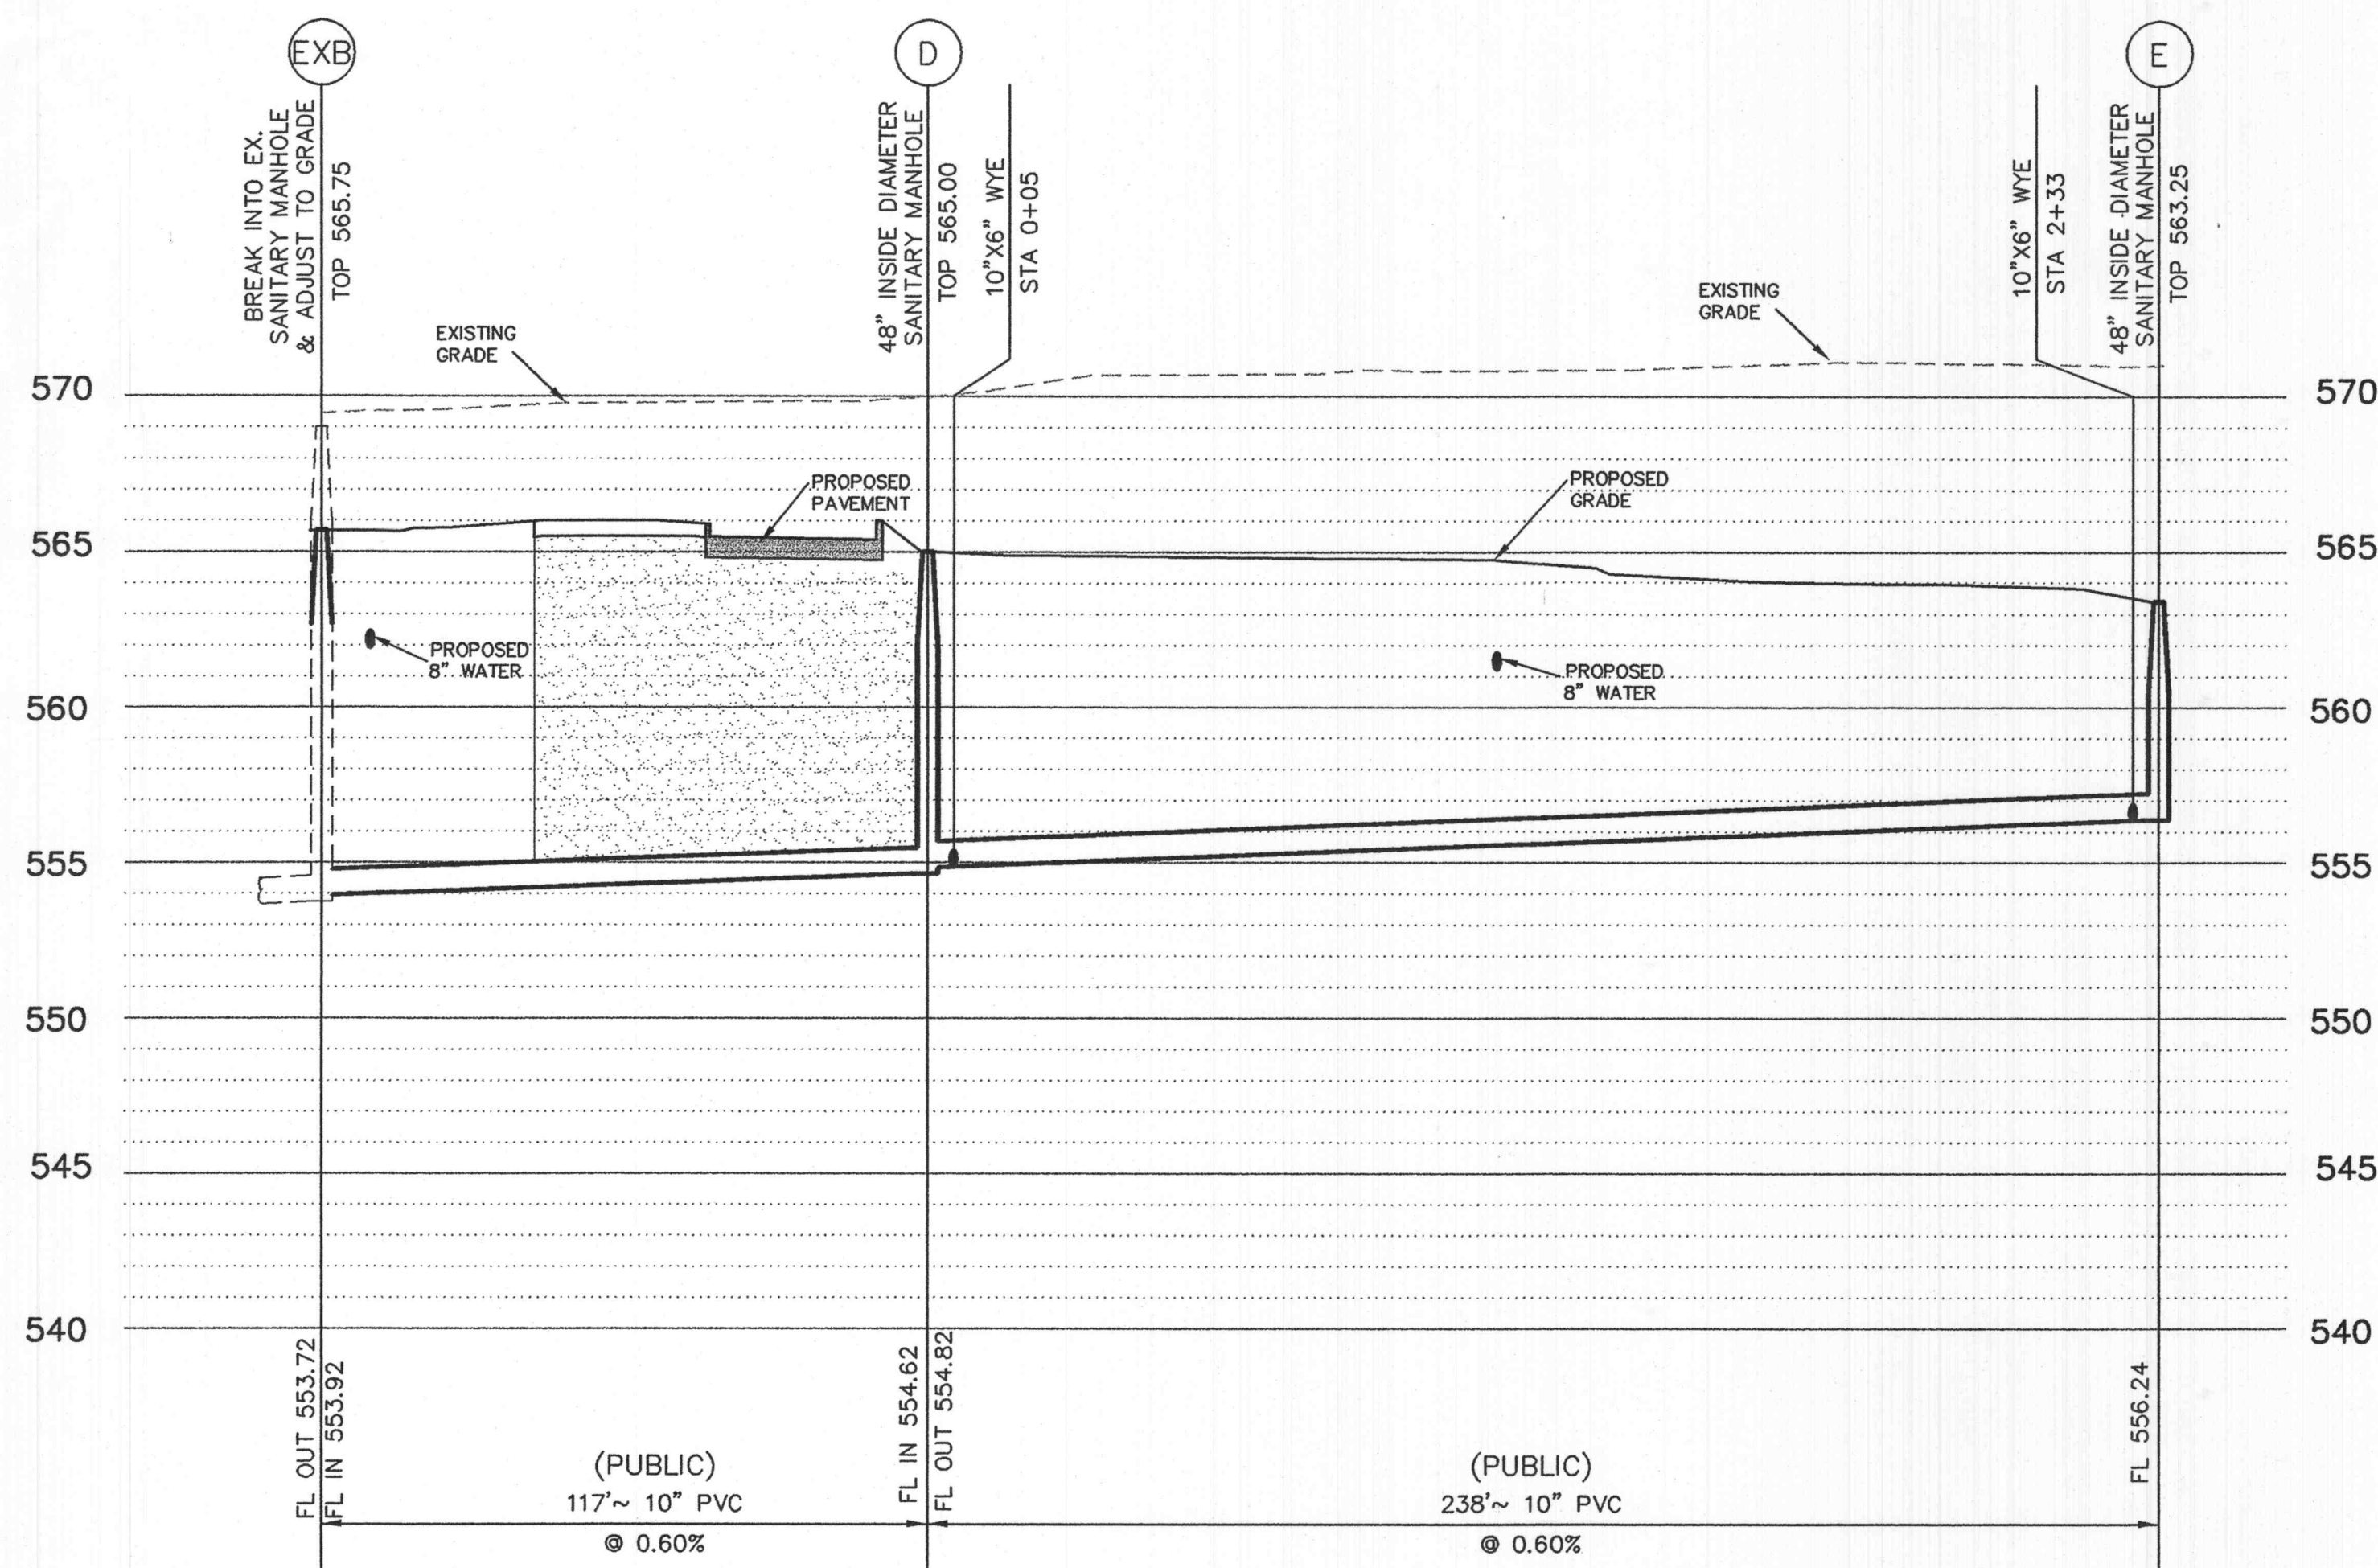 EXB
D
E
BREAK INTO EX.
SANITARY MANHOLE
& ADJUST TO GRADE
TOP 565.75
48" INSIDE DIAMETER
SANITARY MANHOLE
TOP 565.00
10"X6" WYE
STA 0+05
10"X6" WYE
STA 2+33
48" INSIDE DIAMETER
SANITARY MANHOLE
TOP 563.25
EXISTING
GRADE
EXISTING
GRADE
570
570
PROPOSED
PAVEMENT
PROPOSED
GRADE
565
565
PROPOSED
8" WATER
PROPOSED
8" WATER
560
560
555
555
550
550
545
545
540
540
FL OUT 553.72
FL IN 553.92
FL IN 554.62
FL OUT 554.82
FL 556.24
(PUBLIC)
117'~ 10" PVC
@ 0.60%
(PUBLIC)
238'~ 10" PVC
@ 0.60%